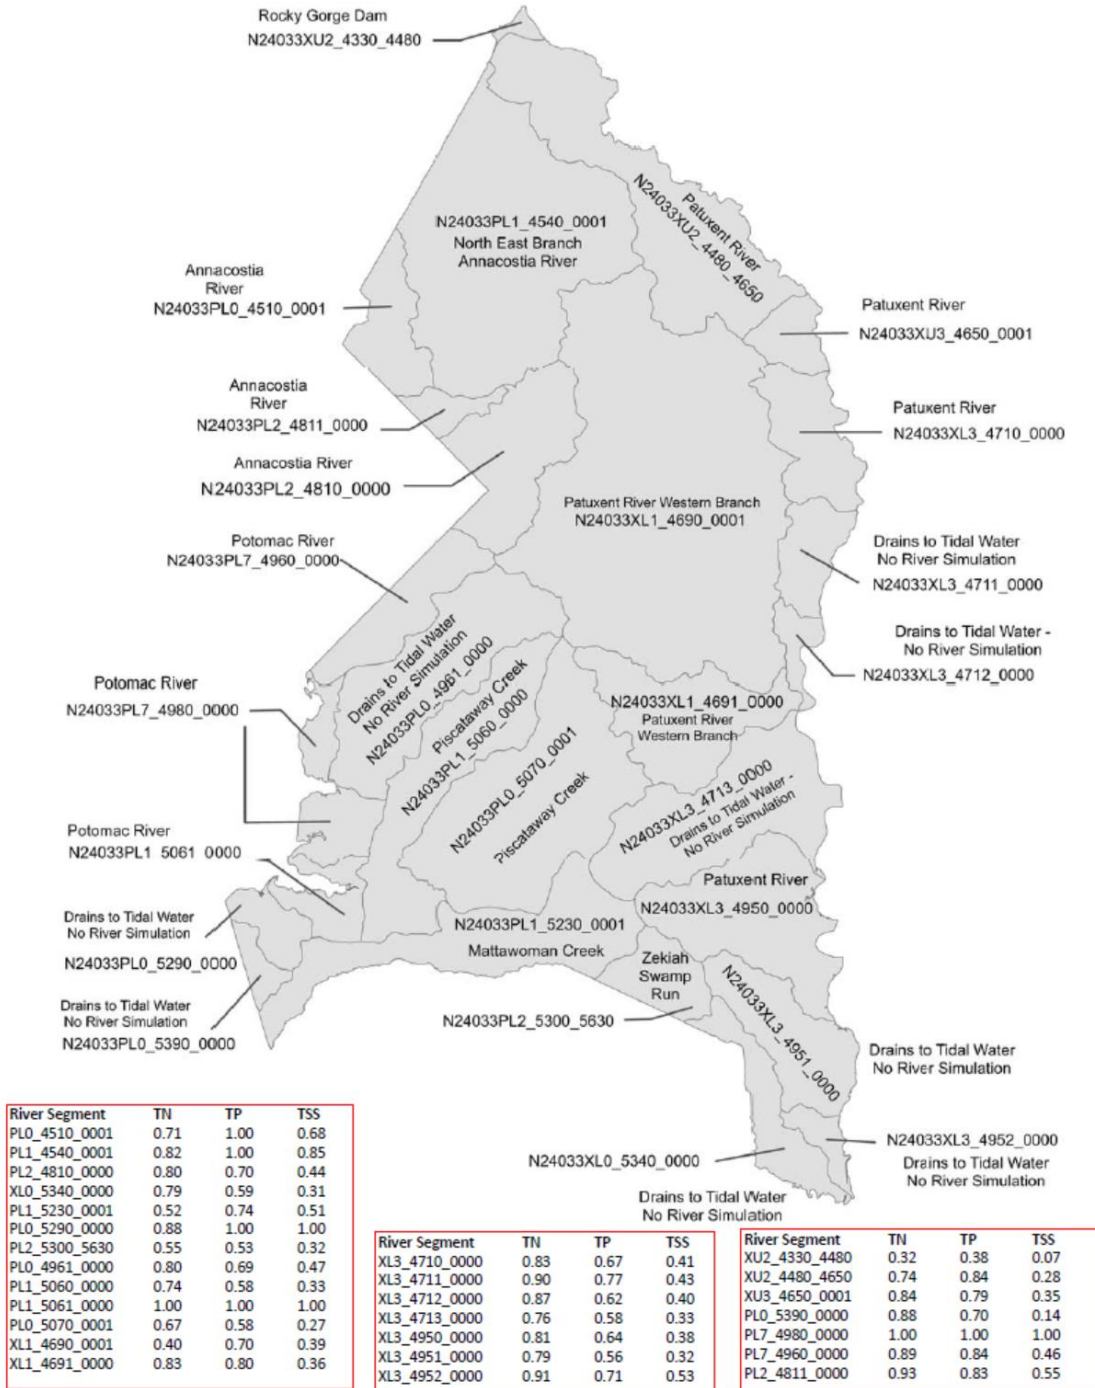 Rocky Gorge Dam
N24033XU2_4330_4480
Patuxent River
N24033XU2_4480_4650
N24033PL1_4540_0001
North East Branch
Annacostia River
Annacostia
River
N24033PL0_4510_0001
Patuxent River
N24033XU3_4650_0001
Annacostia
River
N24033PL2_4811_0000
Patuxent River
N24033XL3_4710_0000
Annacostia River
N24033PL2_4810_0000
Patuxent River Western Branch
N24033XL1_4690_0001
Potomac River
N24033PL7_4960_0000
Drains to Tidal Water
No River Simulation
N24033XL3_4711_0000
Drains to Tidal Water -
No River Simulation
N24033XL3_4712_0000
Drains to Tidal Water
No River Simulation
N24033PL0_4961_0000
Potomac River
N24033PL7_4980_0000
Piscataway Creek
N24033PL1_5060_0000
N24033XL1_4691_0000
Patuxent River
Western Branch
N24033PL0_5070_0001
Piscataway Creek
N24033XL3_4713_0000
Drains to Tidal Water -
No River Simulation
Potomac River
N24033PL1_5061_0000
Patuxent River
N24033XL3_4950_0000
Drains to Tidal Water
No River Simulation
N24033PL0_5290_0000
N24033PL1_5230_0001
Mattawoman Creek
Zekiah
Swamp
Run
N24033XL3_4951_0000
Drains to Tidal Water
No River Simulation
N24033PL0_5390_0000
N24033PL2_5300_5630
Drains to Tidal Water
No River Simulation
N24033XL3_4952_0000
Drains to Tidal Water
No River Simulation
N24033XL0_5340_0000
Drains to Tidal Water
No River Simulation
River Segment TN TP TSS
PL0_4510_0001 0.71 1.00 0.68
PL1_4540_0001 0.82 1.00 0.85
PL2_4810_0000 0.80 0.70 0.44
XL0_5340_0000 0.79 0.59 0.31
PL1_5230_0001 0.52 0.74 0.51
PL0_5290_0000 0.88 1.00 1.00
PL2_5300_5630 0.55 0.53 0.32
PL0_4961_0000 0.80 0.69 0.47
PL1_5060_0000 0.74 0.58 0.33
PL1_5061_0000 1.00 1.00 1.00
PL0_5070_0001 0.67 0.58 0.27
XL1_4690_0001 0.40 0.70 0.39
XL1_4691_0000 0.83 0.80 0.36
River Segment TN TP TSS
XL3_4710_0000 0.83 0.67 0.41
XL3_4711_0000 0.90 0.77 0.43
XL3_4712_0000 0.87 0.62 0.40
XL3_4713_0000 0.76 0.58 0.33
XL3_4950_0000 0.81 0.64 0.38
XL3_4951_0000 0.79 0.56 0.32
XL3_4952_0000 0.91 0.71 0.53
River Segment TN TP TSS
XU2_4330_4480 0.32 0.38 0.07
XU2_4480_4650 0.74 0.84 0.28
XU3_4650_0001 0.84 0.79 0.35
PL0_5390_0000 0.88 0.70 0.14
PL7_4980_0000 1.00 1.00 1.00
PL7_4960_0000 0.89 0.84 0.46
PL2_4811_0000 0.93 0.83 0.55